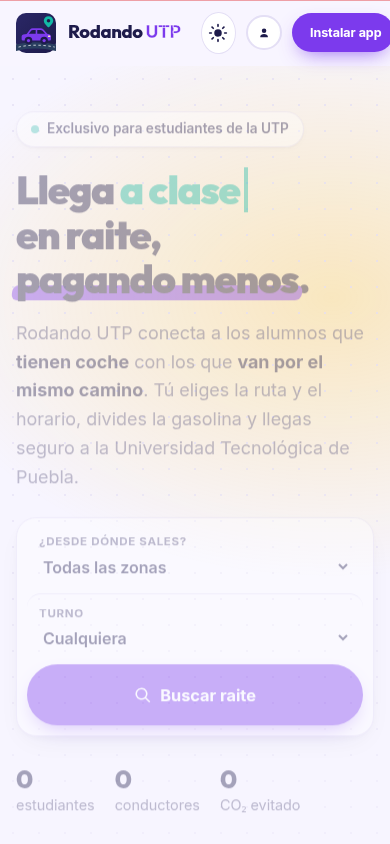 Rodando UTP
Instalar app
Exclusivo para estudiantes de la UTP
Llega a clase
en raite,
pagando menos.
Rodando UTP conecta a los alumnos que
tienen coche con los que van por el
mismo camino. Tú eliges la ruta y el
horario, divides la gasolina y llegas
seguro a la Universidad Tecnológica de
Puebla.
¿DESDE DÓNDE SALES?
Todas las zonas
TURNO
Cualquiera
Buscar raite
0 0 0
estudiantes conductores CO₂ evitado